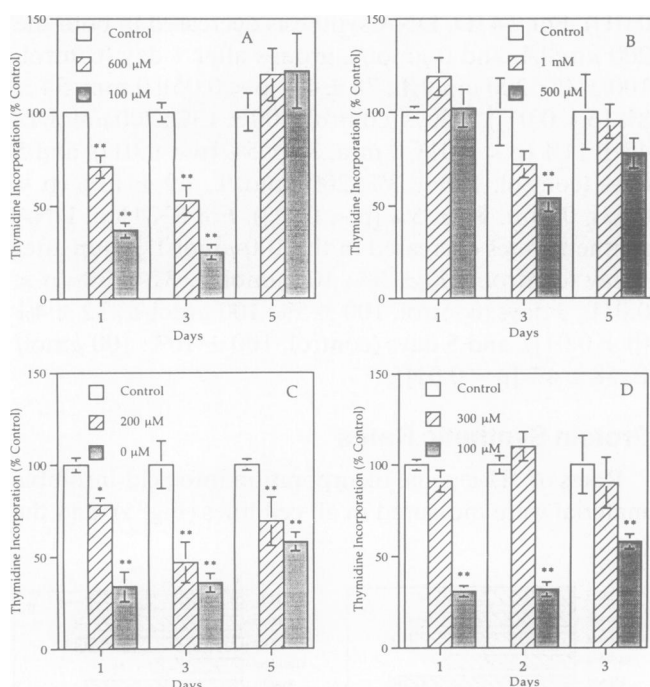 150
Control
600 μM
100 μM
A
Thymidine Incorporation (% Control)
100
50
0
** ** ** **
1 3 5
Days
150
Control
1 mM
500 μM
B
Thymidine Incorporation ( % Control)
100
50
0
**
1 3 5
Days
150
Control
200 μM
0 μM
C
Thymidine Incorporation (% Control)
100
50
0
* ** ** ** ** **
1 3 5
Days
150
Control
300 μM
100 μM
D
Thymidine Incorporation (% Control)
100
50
0
** ** **
1 2 3
Days